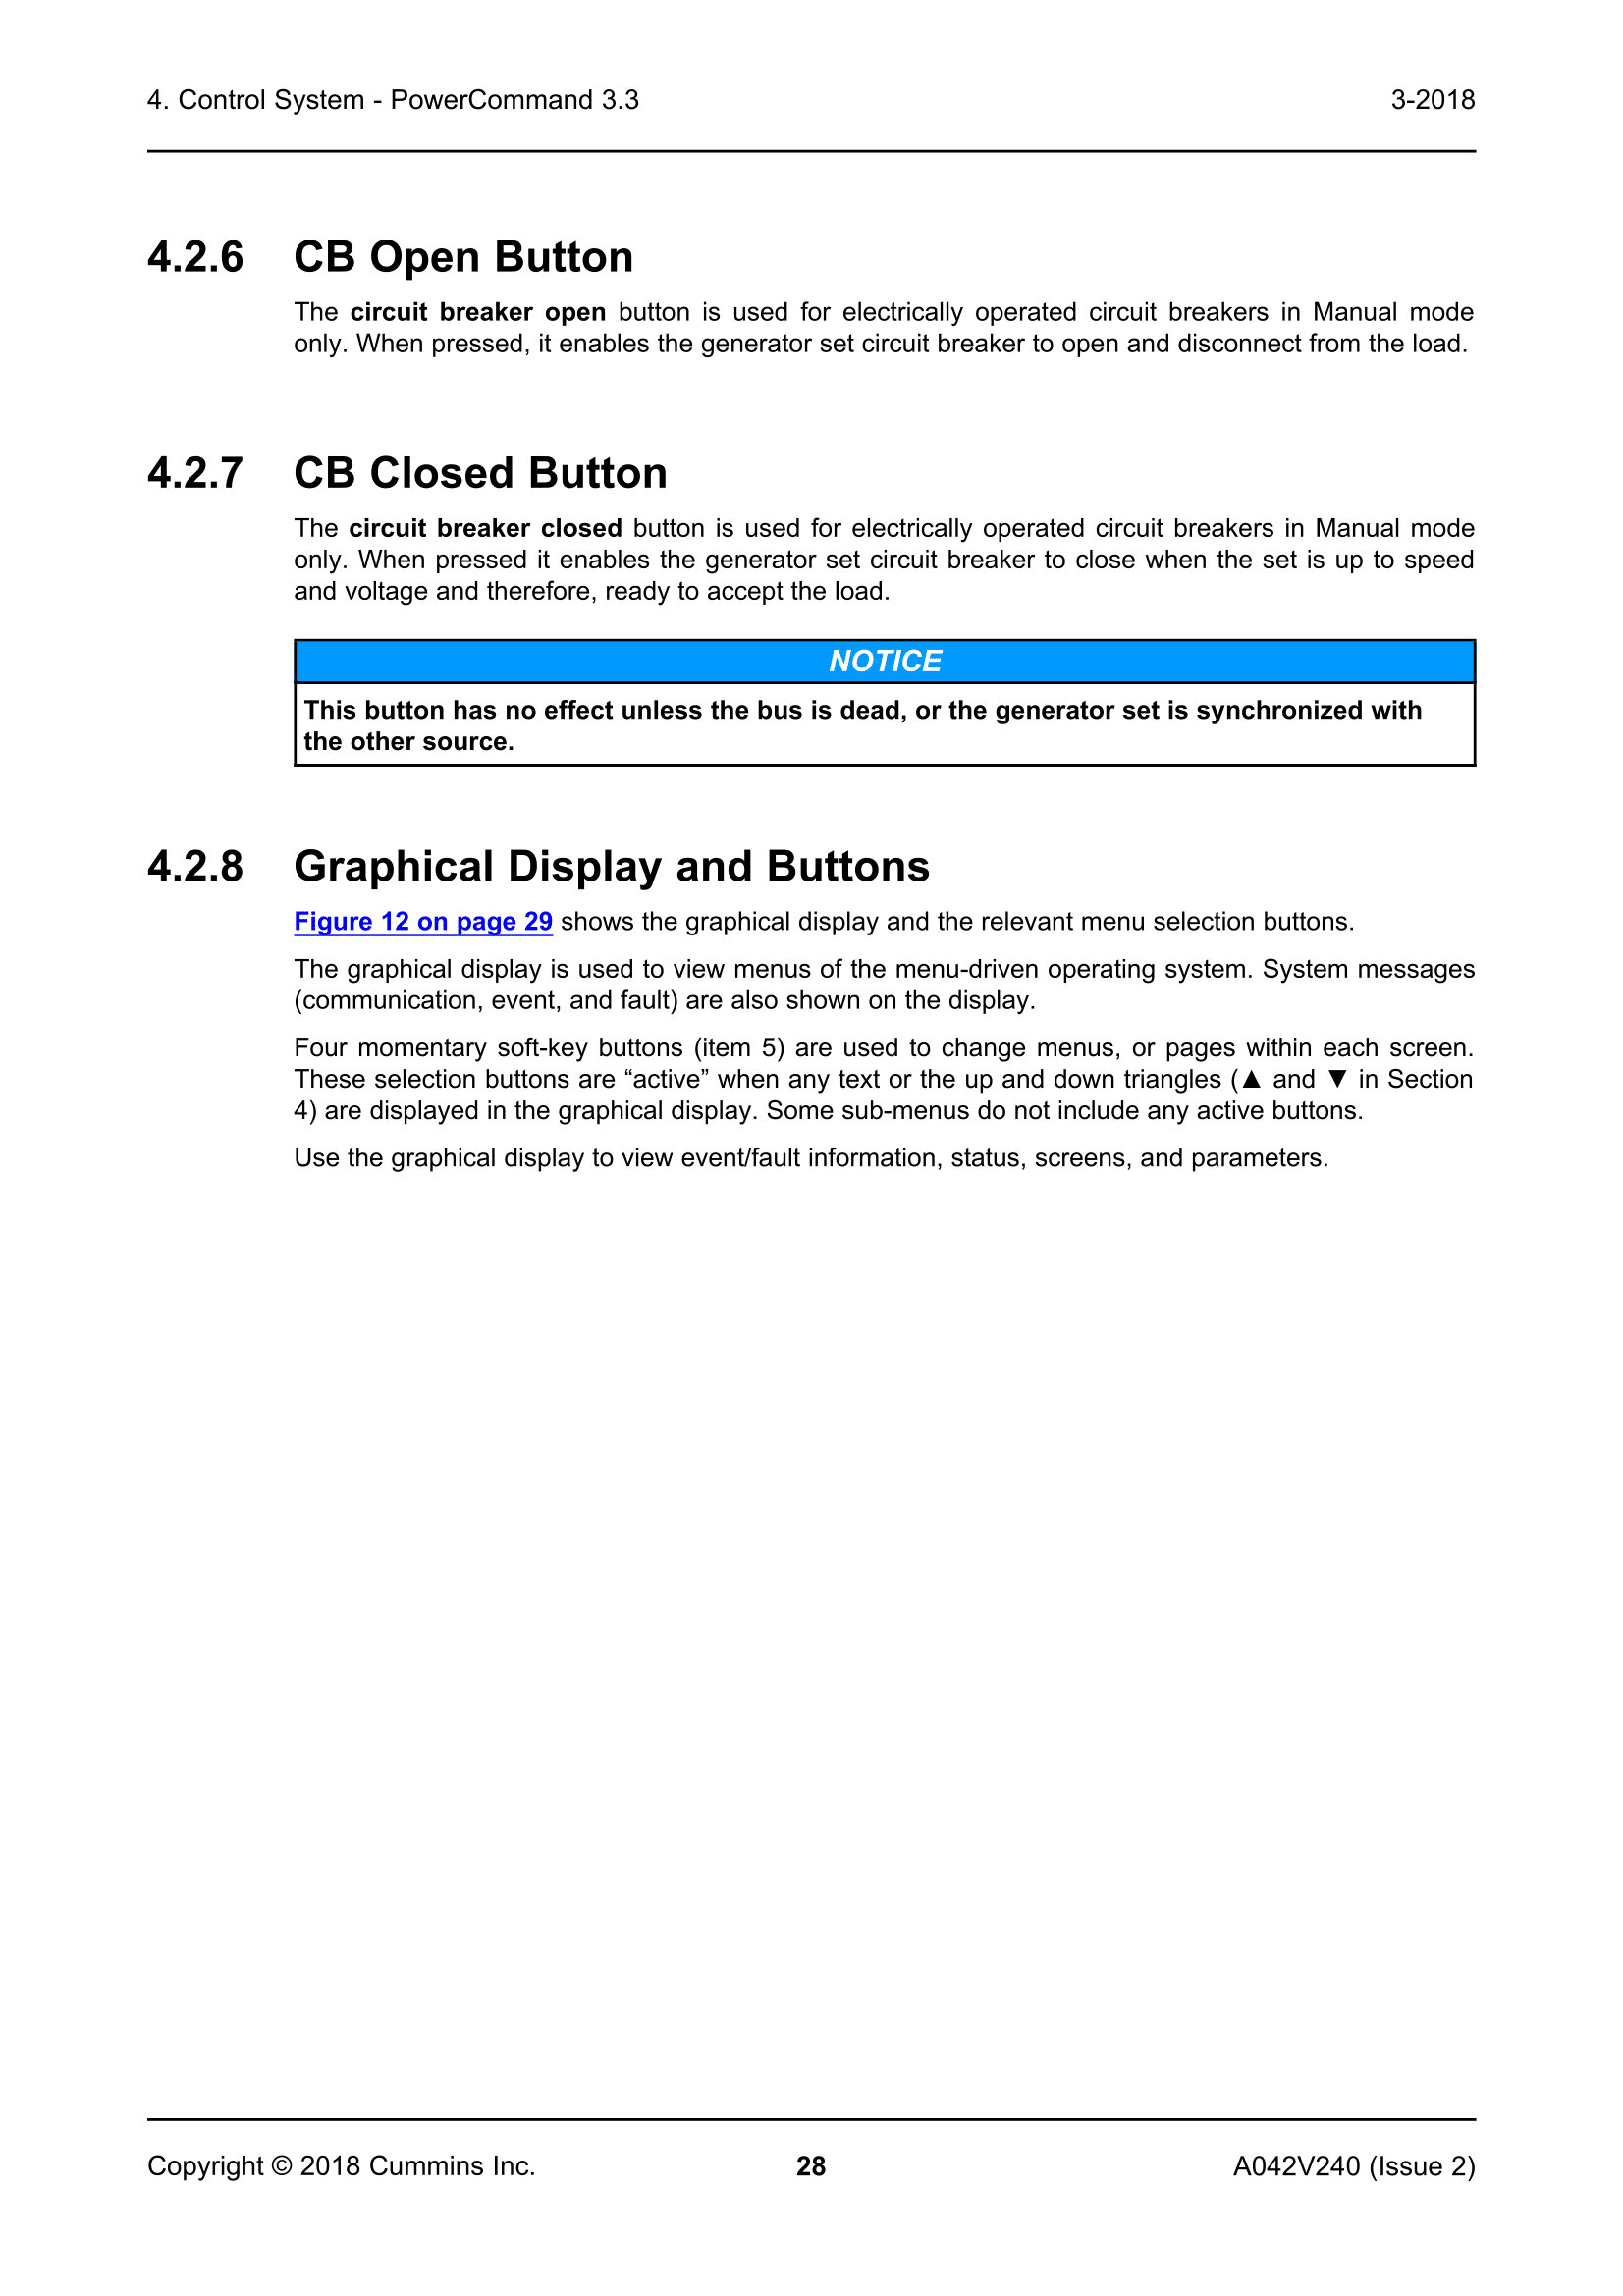 4. Control System - PowerCommand 3.3 3-2018
4.2.6 CB Open Button
The circuit breaker open button is used for electrically operated circuit breakers in Manual mode
only. When pressed, it enables the generator set circuit breaker to open and disconnect from the load.
4.2.7 CB Closed Button
The circuit breaker closed button is used for electrically operated circuit breakers in Manual mode
only. When pressed it enables the generator set circuit breaker to close when the set is up to speed
and voltage and therefore, ready to accept the load.
NOTICE
This button has no effect unless the bus is dead, or the generator set is synchronized with
the other source.
4.2.8 Graphical Display and Buttons
Figure 12 on page 29 shows the graphical display and the relevant menu selection buttons.
The graphical display is used to view menus of the menu-driven operating system. System messages
(communication, event, and fault) are also shown on the display.
Four momentary soft-key buttons (item 5) are used to change menus, or pages within each screen.
These selection buttons are “active” when any text or the up and down triangles (▲ and ▼ in Section
4) are displayed in the graphical display. Some sub-menus do not include any active buttons.
Use the graphical display to view event/fault information, status, screens, and parameters.
Copyright © 2018 Cummins Inc. 28 A042V240 (Issue 2)